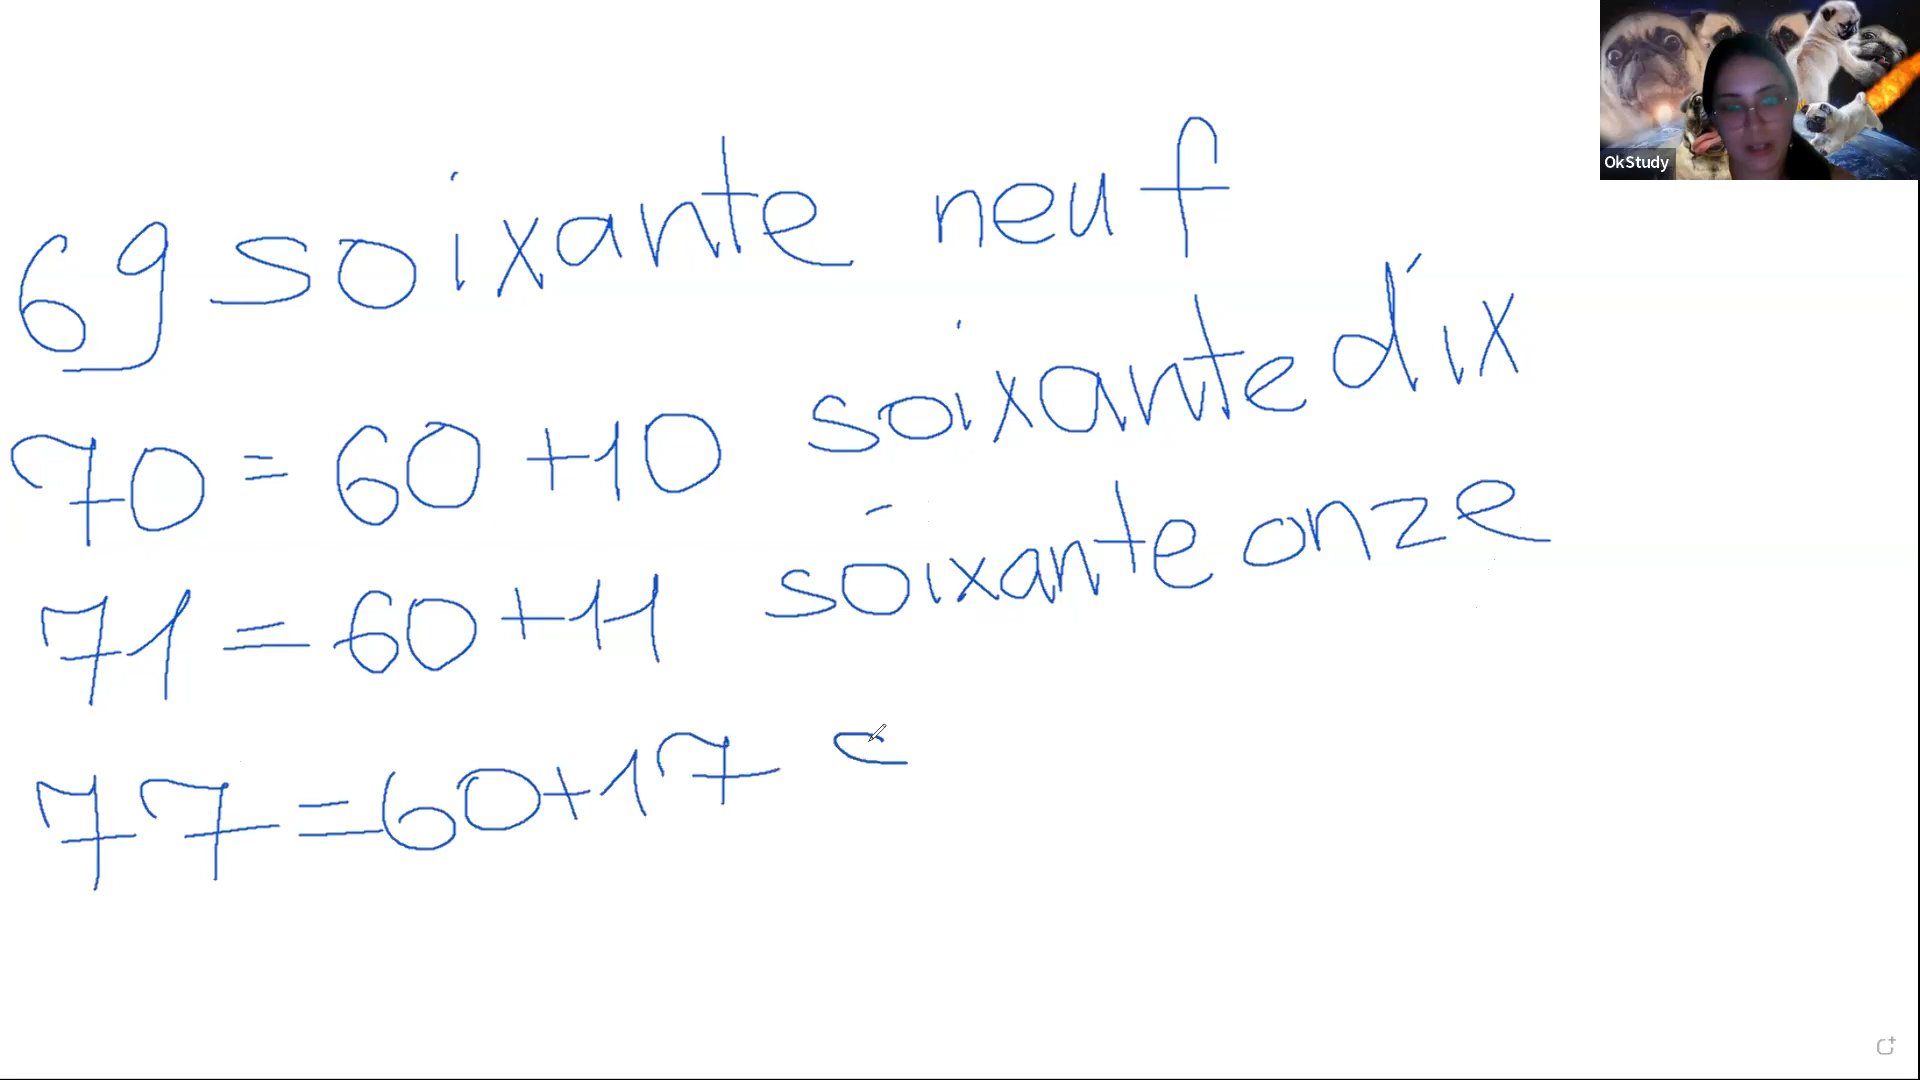 OkStudy
69 soixante neuf
70 = 60 + 10 soixante dix
71 = 60 + 11 soixante onze
77 = 60 + 17 s